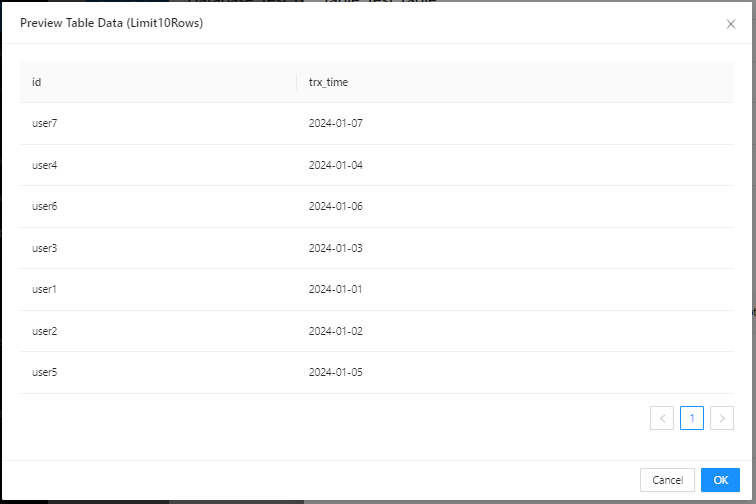 Preview Table Data (Limit10Rows)
id trx_time
user7 2024-01-07
user4 2024-01-04
user6 2024-01-06
user3 2024-01-03
user1 2024-01-01
user2 2024-01-02
user5 2024-01-05
< 1 >
Cancel OK